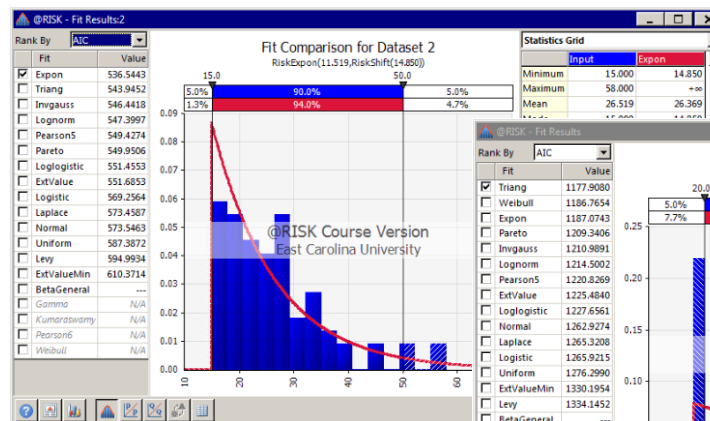 @RISK - Fit Results:2
Rank By AIC
Fit Value
Expon 536.5443
Triang 543.9452
Invgauss 546.4418
Lognorm 547.3997
Pearson5 549.4274
Pareto 549.9506
Loglogistic 551.4553
ExtValue 551.6853
Logistic 569.2564
Laplace 573.4587
Normal 573.5463
Uniform 587.3872
Levy 594.9934
ExtValueMin 610.3714
BetaGeneral ---
Gamma N/A
Kumaraswamy N/A
Pearson6 N/A
Weibull N/A
Fit Comparison for Dataset 2
RiskExpon(11.519,RiskShift(14.850))
15.0 50.0
5.0% 90.0% 5.0%
1.3% 94.0% 4.7%
0.09
0.08
0.07
0.06
0.05
0.04
0.03
0.02
0.01
0.00
10 20 30 40 50 60
@RISK Course Version
East Carolina University
Statistics Grid
Input Expon
Minimum 15.000 14.850
Maximum 58.000 +∞
Mean 26.519 26.369
Mode 15.000 14.850
@RISK - Fit Results
Rank By AIC
Fit Value
Triang 1177.9080
Weibull 1186.7654
Expon 1187.0743
Pareto 1209.3406
Invgauss 1210.9891
Lognorm 1214.5002
Pearson5 1220.8269
ExtValue 1225.4840
Loglogistic 1227.6561
Normal 1262.9274
Laplace 1265.3208
Logistic 1265.9215
Uniform 1276.2990
ExtValueMin 1330.1954
Levy 1334.1452
BetaGeneral
20.0
5.0%
7.7%
0.25
0.20
0.15
0.10